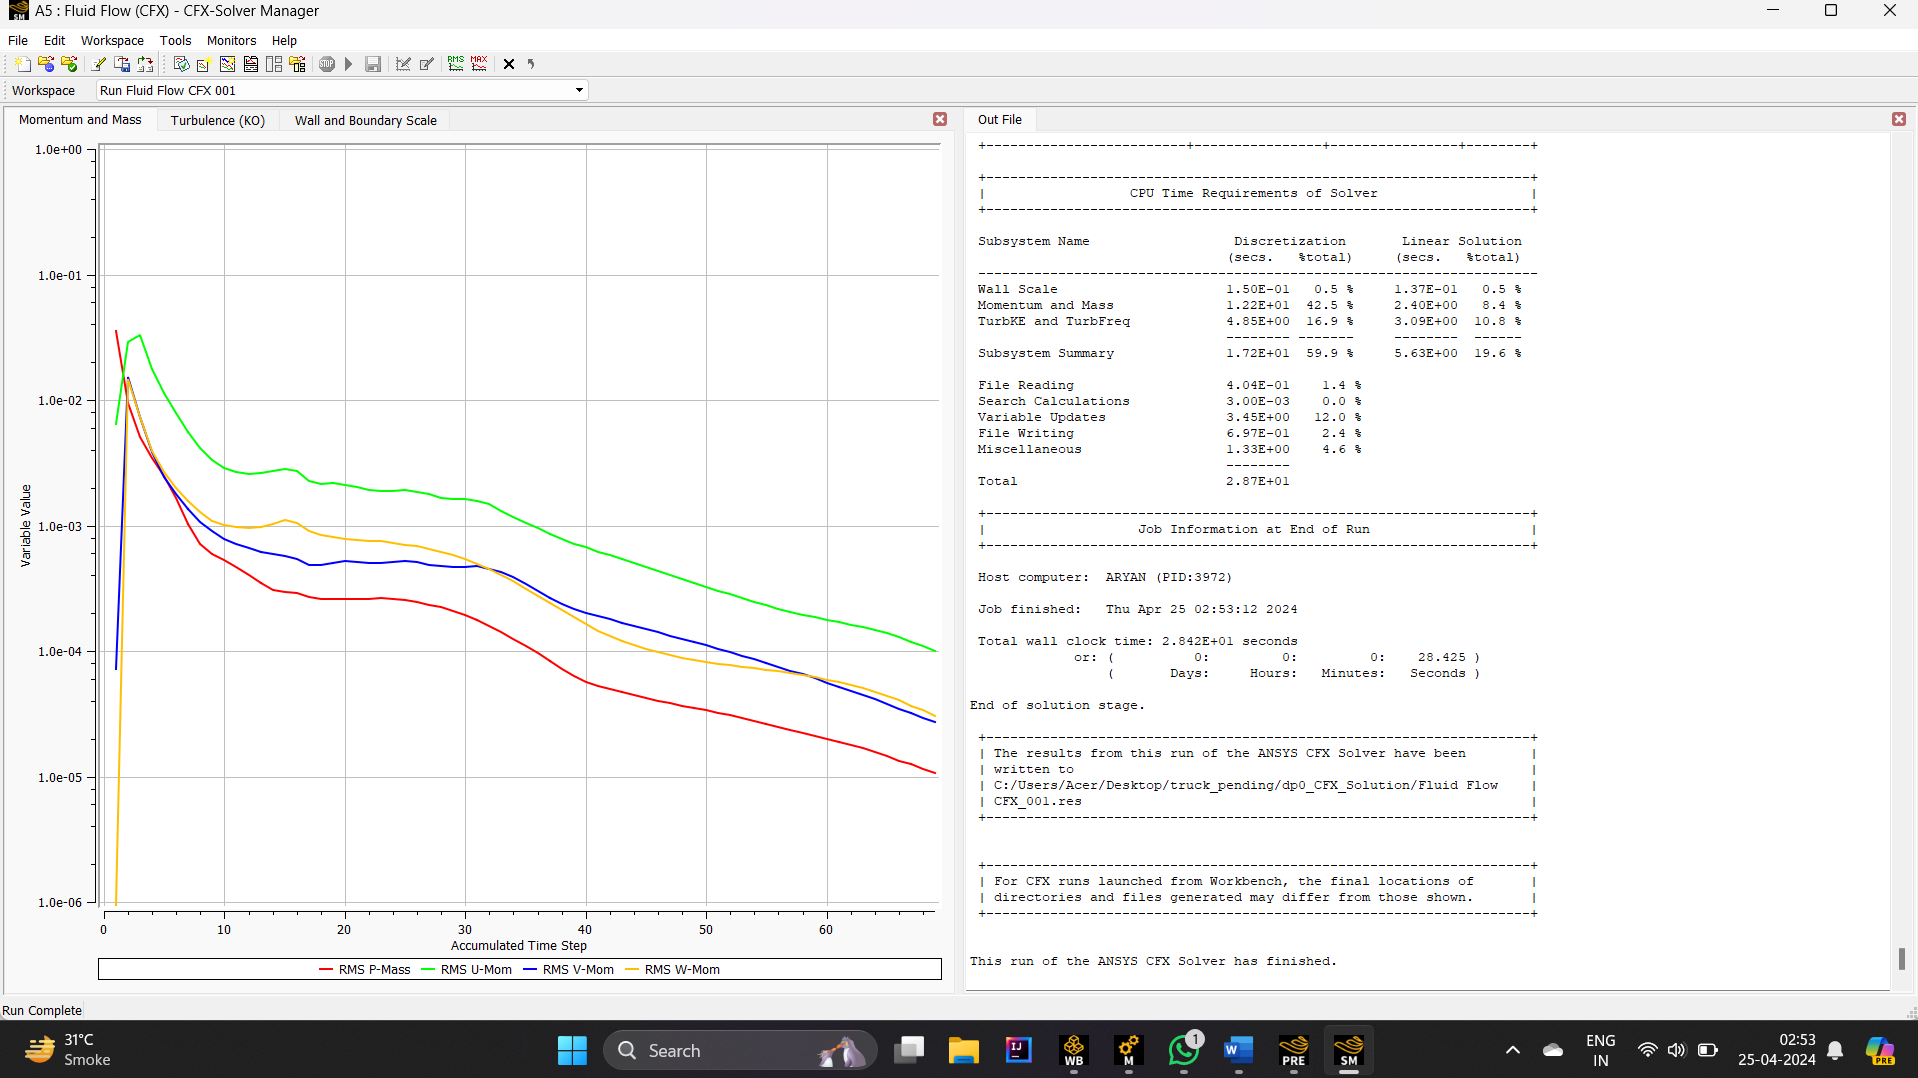 A5 : Fluid Flow (CFX) - CFX-Solver Manager
File Edit Workspace Tools Monitors Help
RMS MAX
STOP
Workspace Run Fluid Flow CFX 001
Momentum and Mass Turbulence (KO) Wall and Boundary Scale
1.0e+00
1.0e-01
1.0e-02
1.0e-03
1.0e-04
1.0e-05
1.0e-06
Variable Value
0 10 20 30 40 50 60
Accumulated Time Step
RMS P-Mass RMS U-Mom RMS V-Mom RMS W-Mom
Out File
+-------------------------+----------------+----------------+--------+
+--------------------------------------------------------------------+
| CPU Time Requirements of Solver |
+--------------------------------------------------------------------+
Subsystem Name Discretization Linear Solution
(secs. %total) (secs. %total)
----------------------------------------------------------------------
Wall Scale 1.50E-01 0.5 % 1.37E-01 0.5 %
Momentum and Mass 1.22E+01 42.5 % 2.40E+00 8.4 %
TurbKE and TurbFreq 4.85E+00 16.9 % 3.09E+00 10.8 %
-------- ------- -------- ------
Subsystem Summary 1.72E+01 59.9 % 5.63E+00 19.6 %
File Reading 4.04E-01 1.4 %
Search Calculations 3.00E-03 0.0 %
Variable Updates 3.45E+00 12.0 %
File Writing 6.97E-01 2.4 %
Miscellaneous 1.33E+00 4.6 %
--------
Total 2.87E+01
+--------------------------------------------------------------------+
| Job Information at End of Run |
+--------------------------------------------------------------------+
Host computer: ARYAN (PID:3972)
Job finished: Thu Apr 25 02:53:12 2024
Total wall clock time: 2.842E+01 seconds
or: ( 0: 0: 0: 28.425 )
( Days: Hours: Minutes: Seconds )
End of solution stage.
+--------------------------------------------------------------------+
| The results from this run of the ANSYS CFX Solver have been |
| written to |
| C:/Users/Acer/Desktop/truck_pending/dp0_CFX_Solution/Fluid Flow |
| CFX_001.res |
+--------------------------------------------------------------------+
+--------------------------------------------------------------------+
| For CFX runs launched from Workbench, the final locations of |
| directories and files generated may differ from those shown. |
+--------------------------------------------------------------------+
This run of the ANSYS CFX Solver has finished.
Run Complete
31°C
Smoke
Search
IJ
WB
M
1
W
PRE
SM
ENG
IN
02:53
25-04-2024
PRE